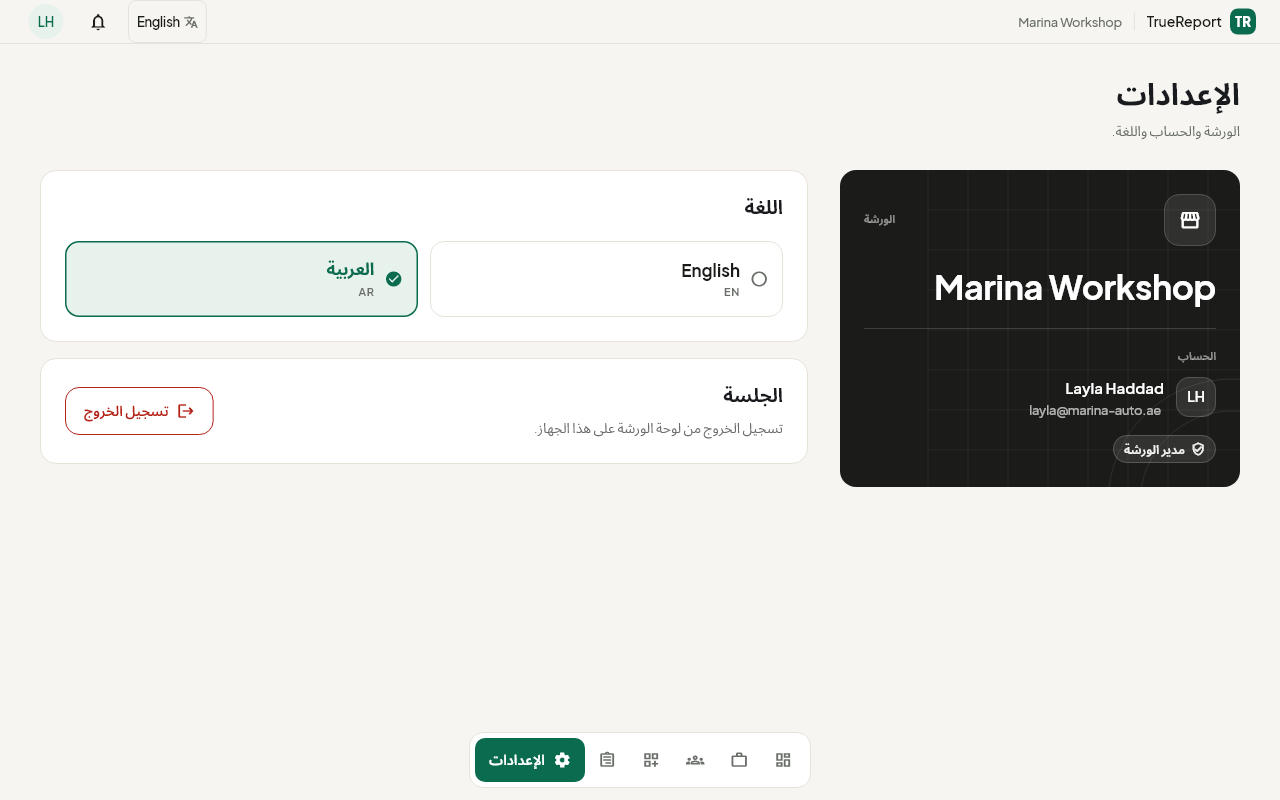 TR TrueReport
Marina Workshop
English
LH
الإعدادات
الورشة والحساب واللغة.
الورشة
Marina Workshop
الحساب
LH
Layla Haddad
layla@marina-auto.ae
مدير الورشة
اللغة
English
EN
العربية
AR
الجلسة
تسجيل الخروج من لوحة الورشة على هذا الجهاز.
تسجيل الخروج
الإعدادات